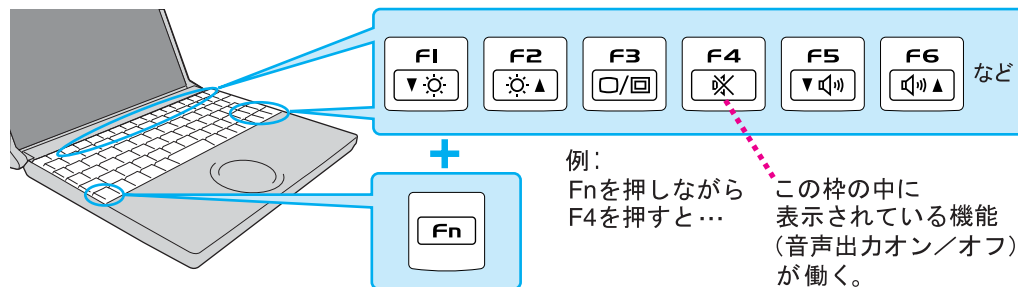 F1
F2
F3
F4
F5
F6
など
例：
Fnを押しながら
F4を押すと…
この枠の中に
表示されている機能
（音声出力オン／オフ）
が働く。
Fn